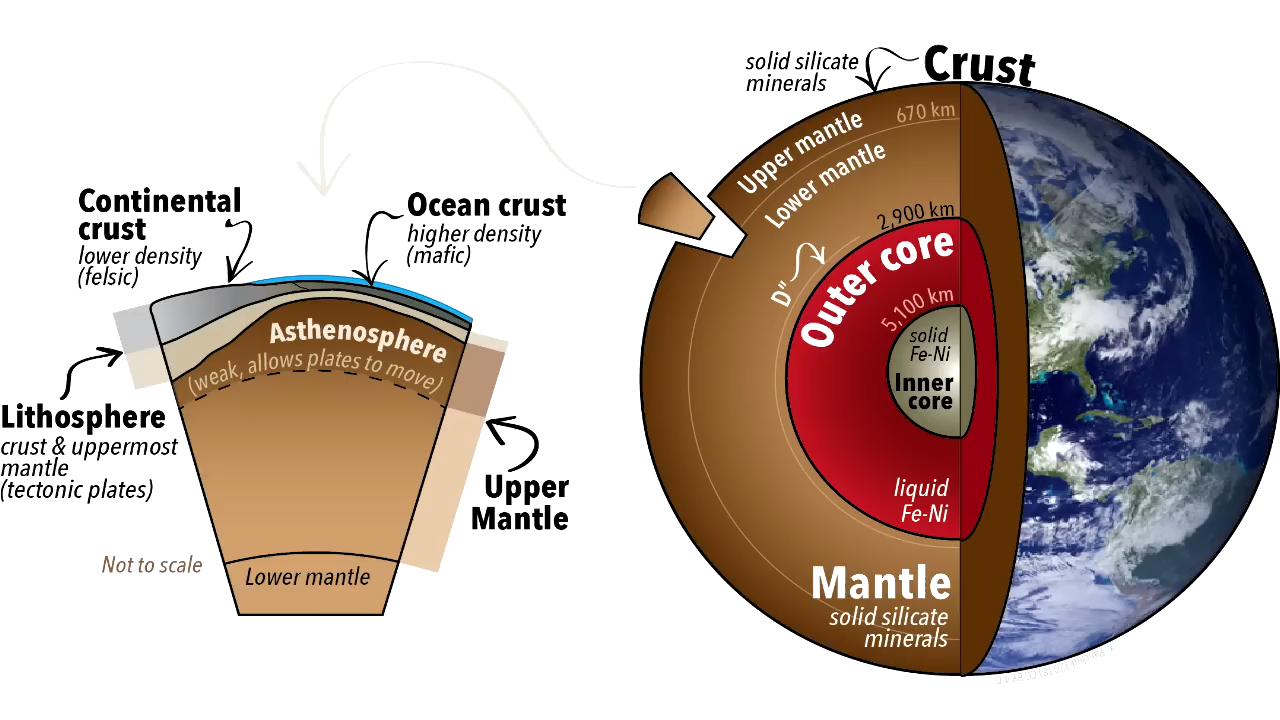 Continental
crust
lower density
(felsic)
Ocean crust
higher density
(mafic)
Asthenosphere
(weak, allows plates to move)
Lithosphere
crust & uppermost
mantle
(tectonic plates)
Upper
Mantle
Not to scale
Lower mantle
solid silicate
minerals
Crust
670 km
Upper mantle
Lower mantle
2,900 km
D"
Outer core
5,100 km
solid
Fe-Ni
Inner
core
liquid
Fe-Ni
Mantle
solid silicate
minerals